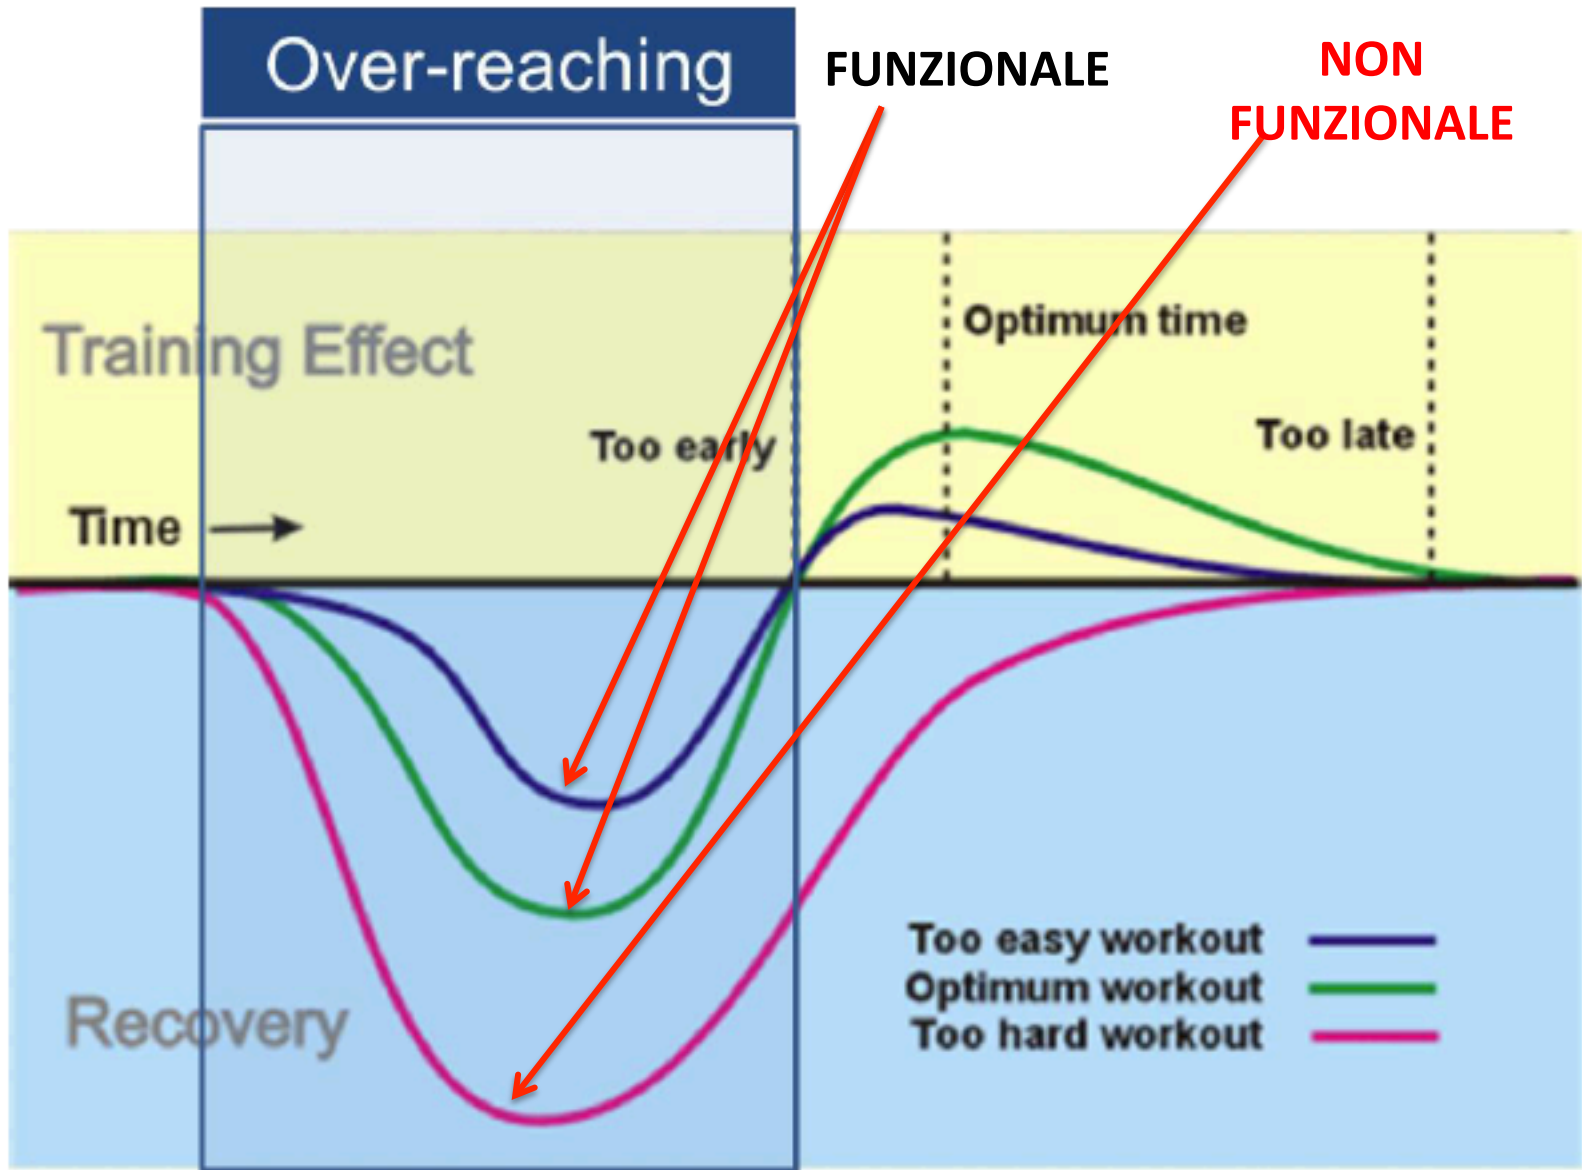 Over-reaching
FUNZIONALE
NON
FUNZIONALE
Training Effect
Optimum time
Too early
Too late
Time
Too easy workout
Optimum workout
Too hard workout
Recovery